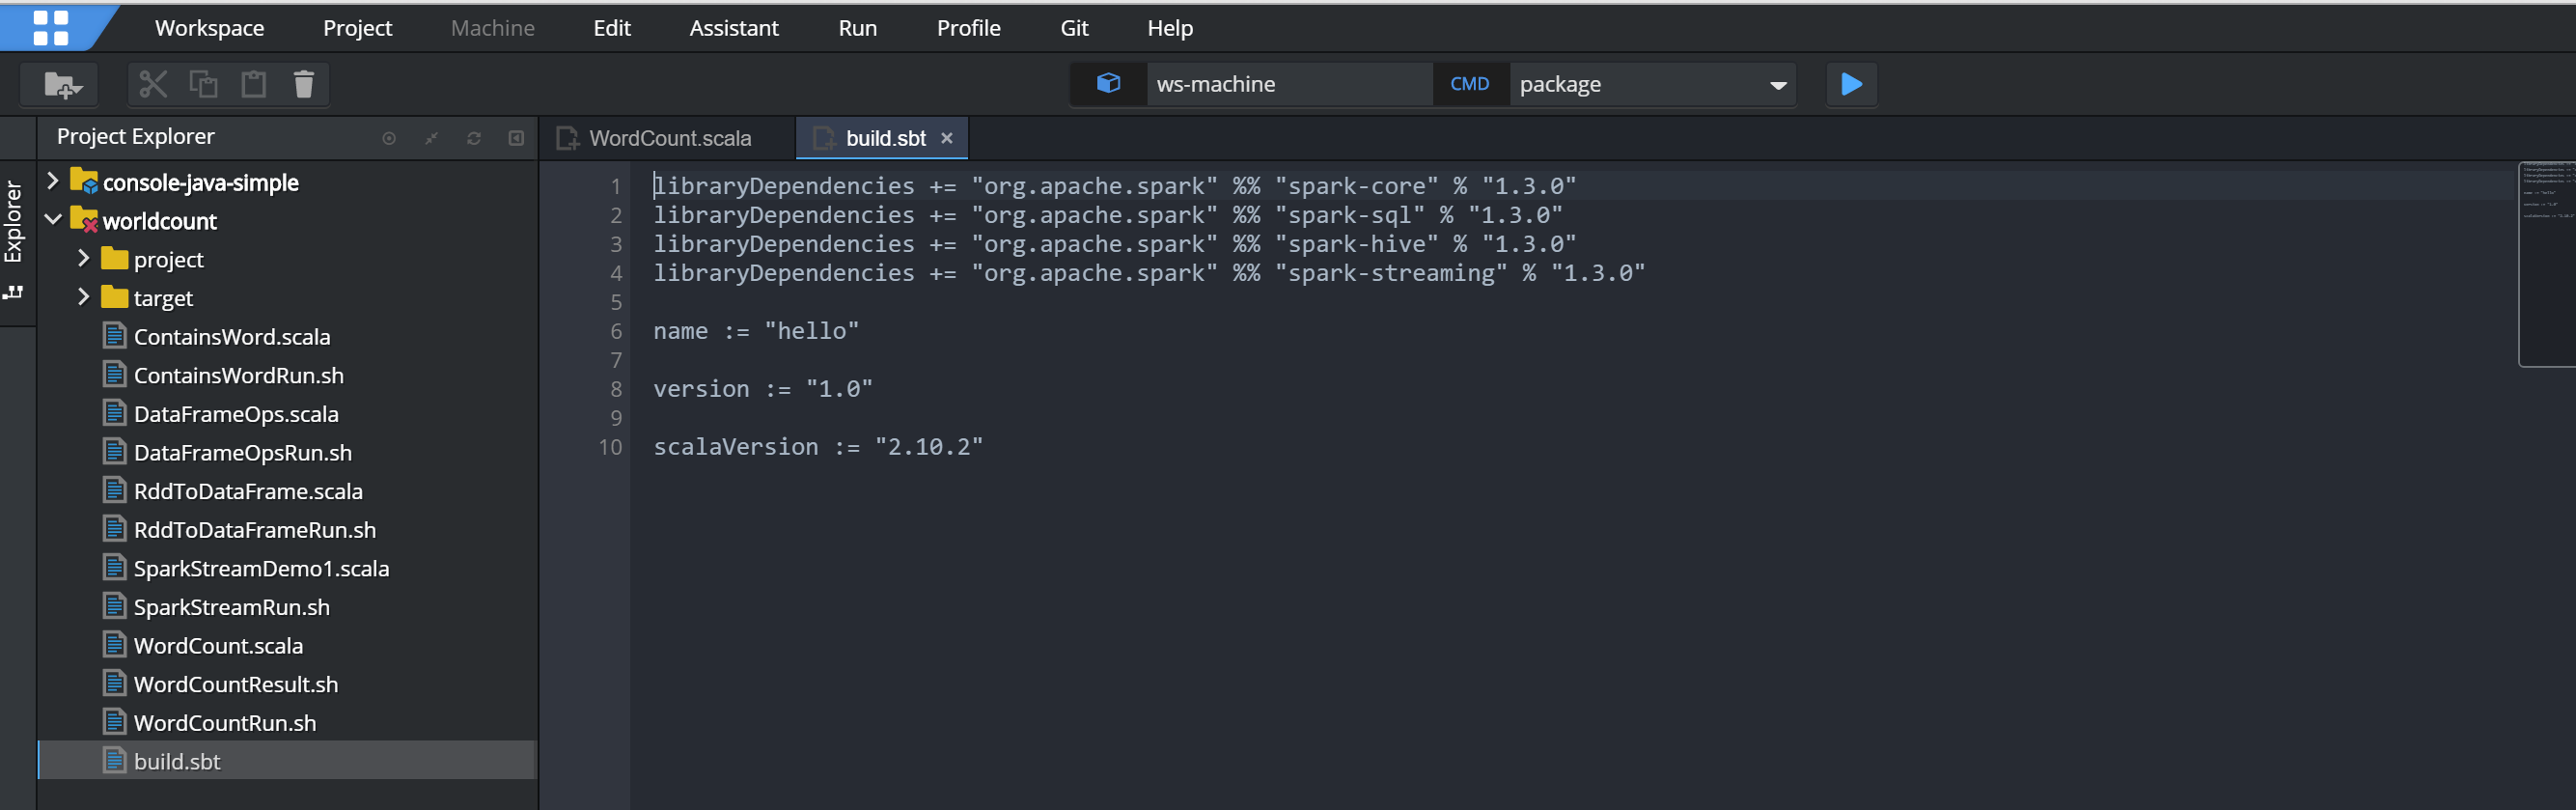 Workspace Project Machine Edit Assistant Run Profile Git Help
ws-machine CMD package
Explorer
Project Explorer
console-java-simple
worldcount
project
target
ContainsWord.scala
ContainsWordRun.sh
DataFrameOps.scala
DataFrameOpsRun.sh
RddToDataFrame.scala
RddToDataFrameRun.sh
SparkStreamDemo1.scala
SparkStreamRun.sh
WordCount.scala
WordCountResult.sh
WordCountRun.sh
build.sbt
WordCount.scala build.sbt ×
1 libraryDependencies += "org.apache.spark" %% "spark-core" % "1.3.0"
2 libraryDependencies += "org.apache.spark" %% "spark-sql" % "1.3.0"
3 libraryDependencies += "org.apache.spark" %% "spark-hive" % "1.3.0"
4 libraryDependencies += "org.apache.spark" %% "spark-streaming" % "1.3.0"
5
6 name := "hello"
7
8 version := "1.0"
9
10 scalaVersion := "2.10.2"